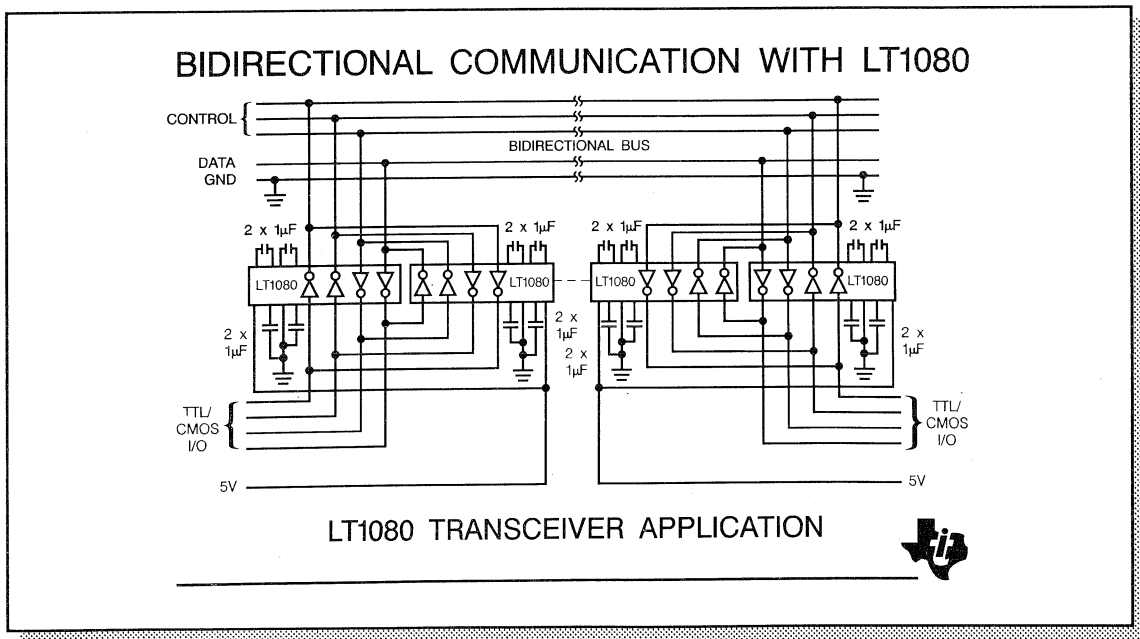 BIDIRECTIONAL COMMUNICATION WITH LT1080
CONTROL
BIDIRECTIONAL BUS
DATA
GND
2 x 1µF
2 x 1µF
2 x 1µF
2 x 1µF
LT1080
LT1080
LT1080
LT1080
2 x
1µF
2 x
1µF
2 x
1µF
2 x
1µF
TTL/
CMOS
I/O
TTL/
CMOS
I/O
5V
5V
LT1080 TRANSCEIVER APPLICATION
ti